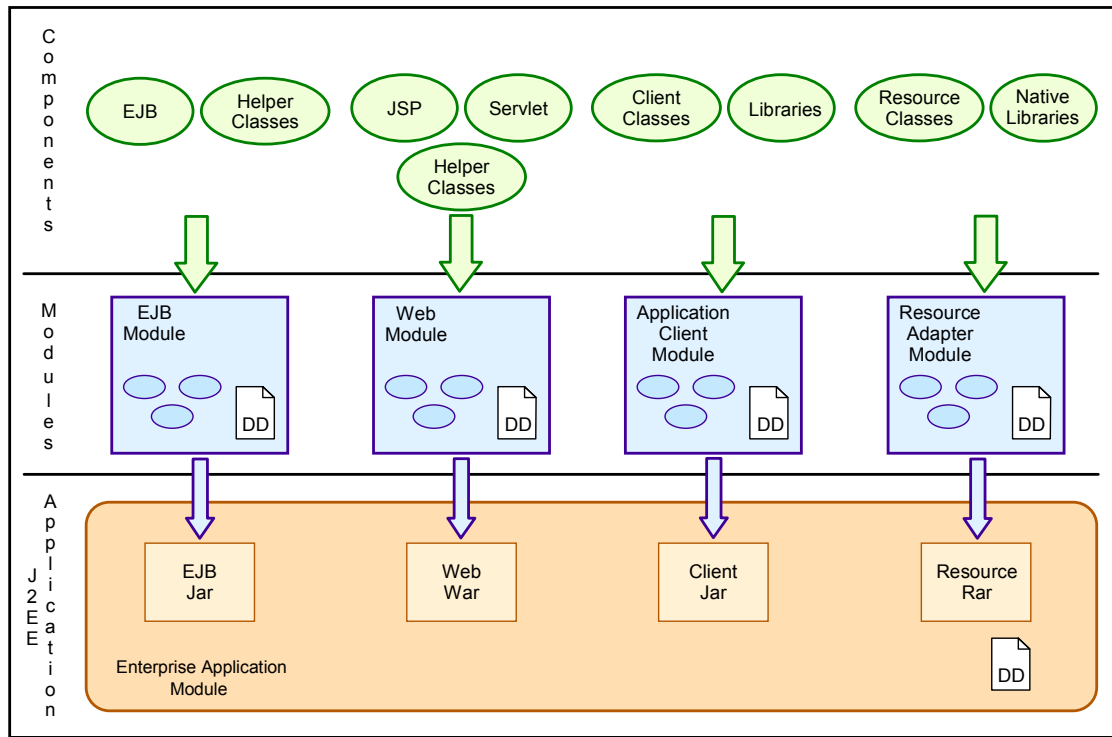 Components
EJB
Helper
Classes
JSP
Servlet
Helper
Classes
Client
Classes
Libraries
Resource
Classes
Native
Libraries
Modules
EJB
Module
DD
Web
Module
DD
Application
Client
Module
DD
Resource
Adapter
Module
DD
J2EE
Application
EJB
Jar
Web
War
Client
Jar
Resource
Rar
Enterprise Application
Module
DD